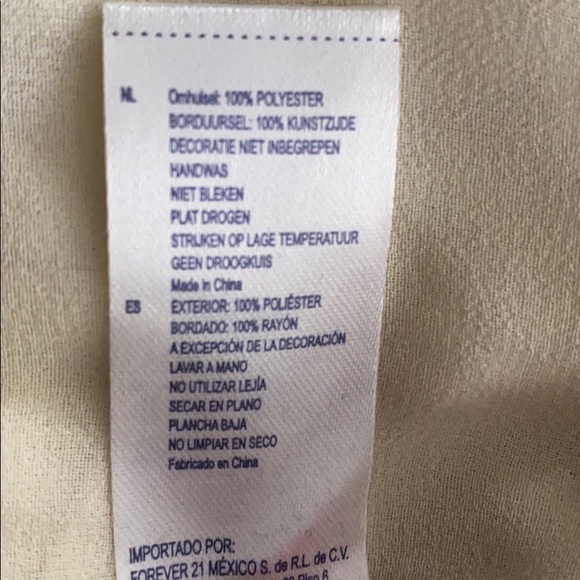 NL Omhulsel: 100% POLYESTER
BORDUURSEL: 100% KUNSTZIJDE
DECORATIE NIET INBEGREPEN
HANDWAS
NIET BLEKEN
PLAT DROGEN
STRIJKEN OP LAGE TEMPERATUUR
GEEN DROOGKUIS
Made in China
ES EXTERIOR: 100% POLIÉSTER
BORDADO: 100% RAYÓN
A EXCEPCIÓN DE LA DECORACIÓN
LAVAR A MANO
NO UTILIZAR LEJÍA
SECAR EN PLANO
PLANCHA BAJA
NO LIMPIAR EN SECO
Fabricado en China
IMPORTADO POR:
FOREVER 21 MÉXICO S. de R.L. de C.V.
Piso 6